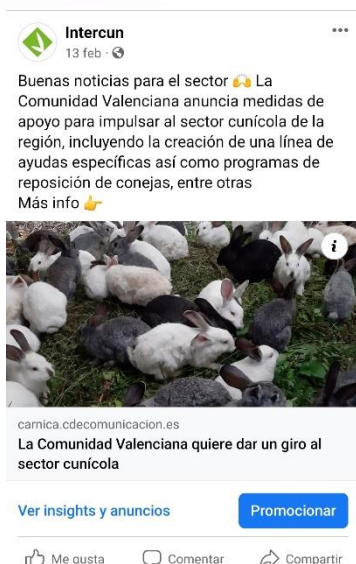 Intercun
13 feb ·
Buenas noticias para el sector 🙌 La
Comunidad Valenciana anuncia medidas de
apoyo para impulsar al sector cunícola de la
región, incluyendo la creación de una línea de
ayudas específicas así como programas de
reposición de conejas, entre otras
Más info 👉
carnica.cdecomunicacion.es
La Comunidad Valenciana quiere dar un giro al
sector cunícola
Ver insights y anuncios
Promocionar
Me gusta
Comentar
Compartir